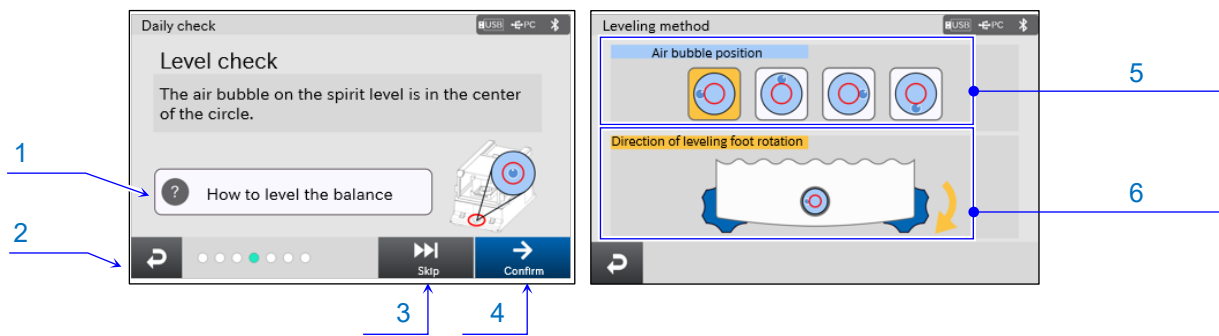 Daily check
USB PC
Level check
The air bubble on the spirit level is in the center
of the circle.
? How to level the balance
Skip
Confirm
1
2
3
4
Leveling method
USB PC
Air bubble position
Direction of leveling foot rotation
5
6